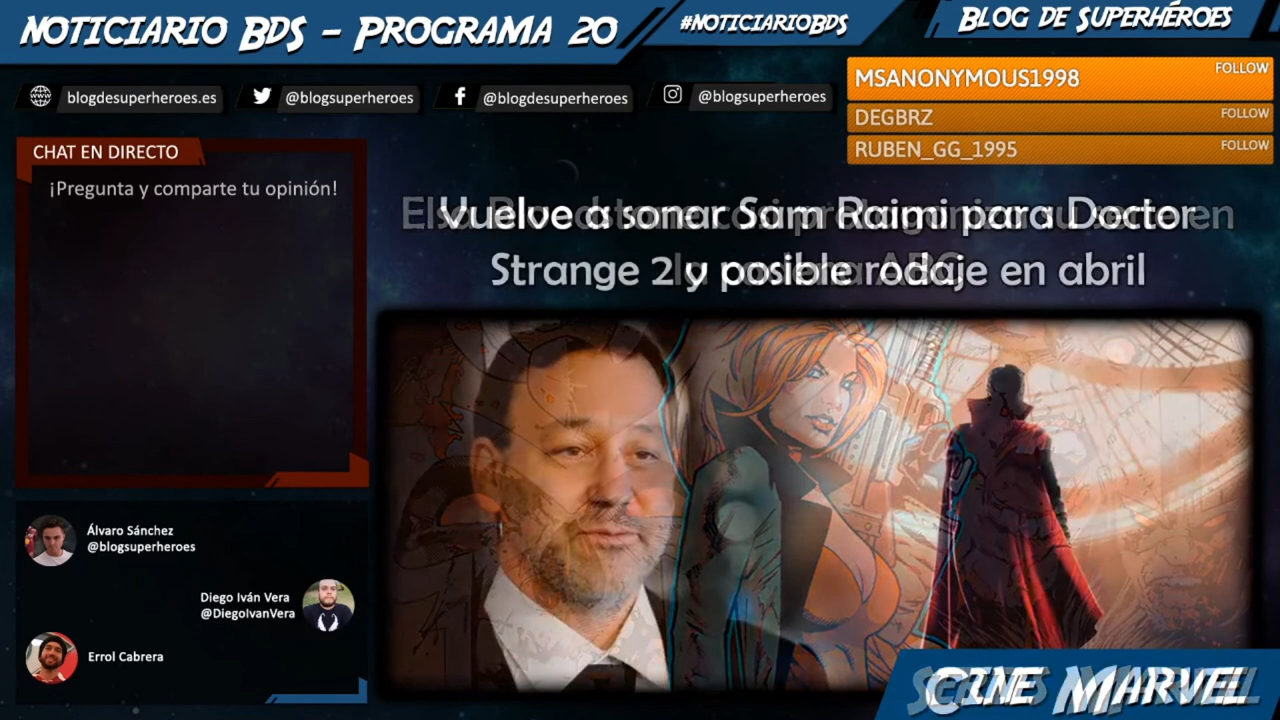 NOTICIARIO BDS - PROGRAMA 20
#NOTICIARIOBDS
BLOG DE SUPERHÉROES
blogdesuperheroes.es
@blogsuperheroes
@blogdesuperheroes
@blogsuperheroes
MSANONYMOUS1998 FOLLOW
DEGBRZ FOLLOW
RUBEN_GG_1995 FOLLOW
CHAT EN DIRECTO
¡Pregunta y comparte tu opinión!
Vuelve a sonar Sam Raimi para Doctor
Strange 2 y posible rodaje en abril
Álvaro Sánchez
@blogsuperheroes
Diego Iván Vera
@DiegoIvanVera
Errol Cabrera
CINE MARVEL